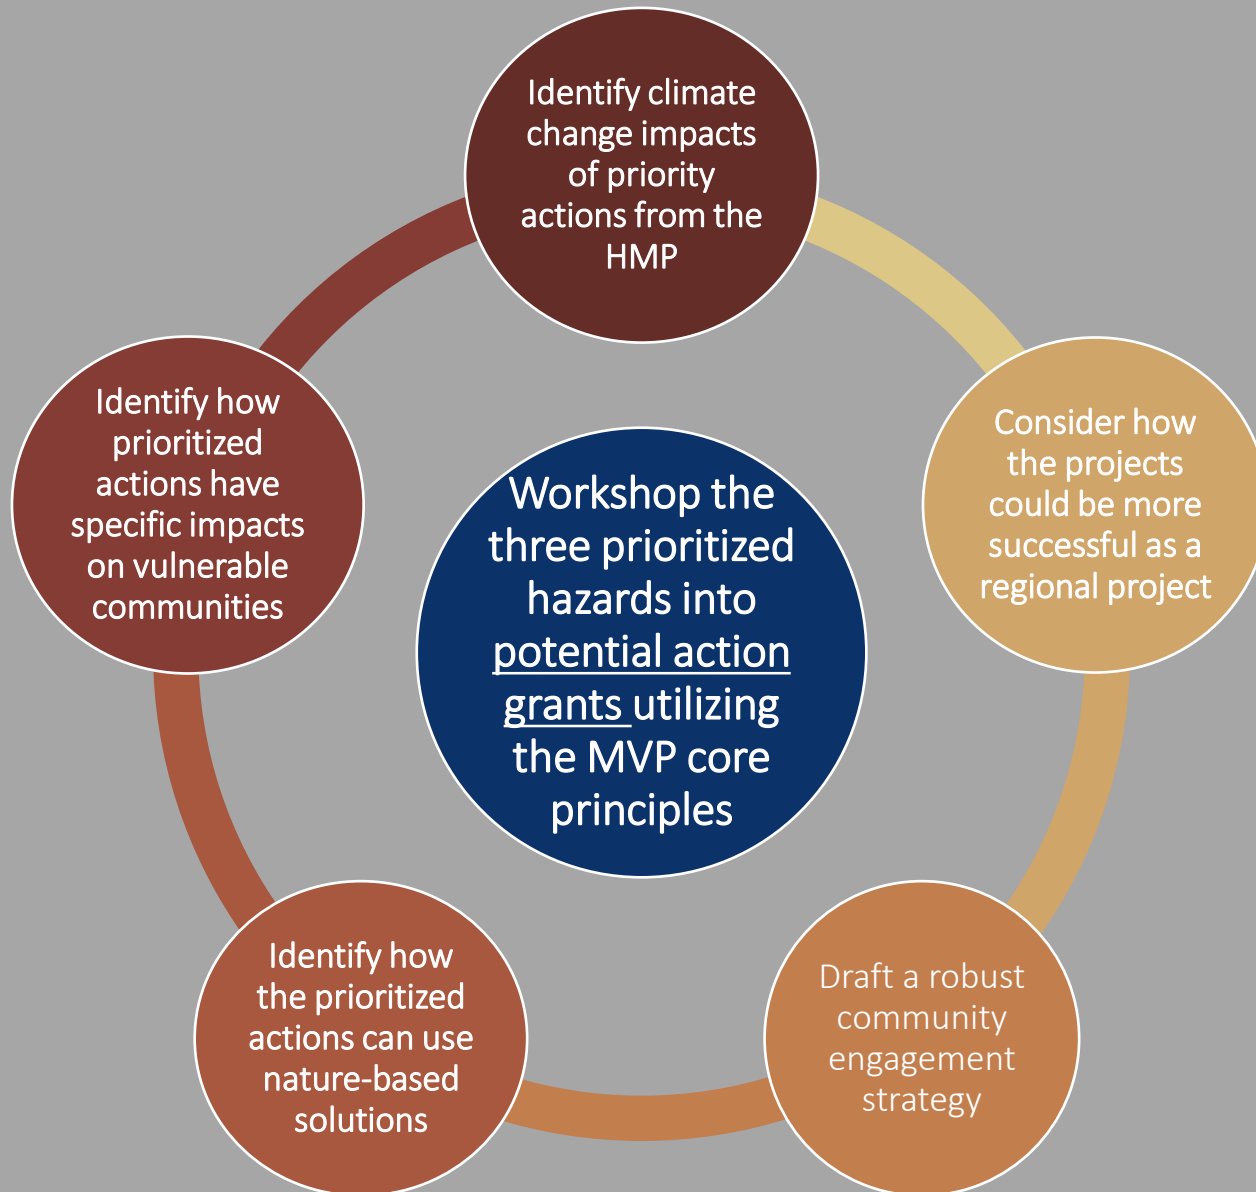 Identify climate
change impacts
of priority
actions from the
HMP
Consider how
the projects
could be more
successful as a
regional project
Draft a robust
community
engagement
strategy
Identify how
the prioritized
actions can use
nature-based
solutions
Identify how
prioritized
actions have
specific impacts
on vulnerable
communities
Workshop the
three prioritized
hazards into
potential action
grants utilizing
the MVP core
principles